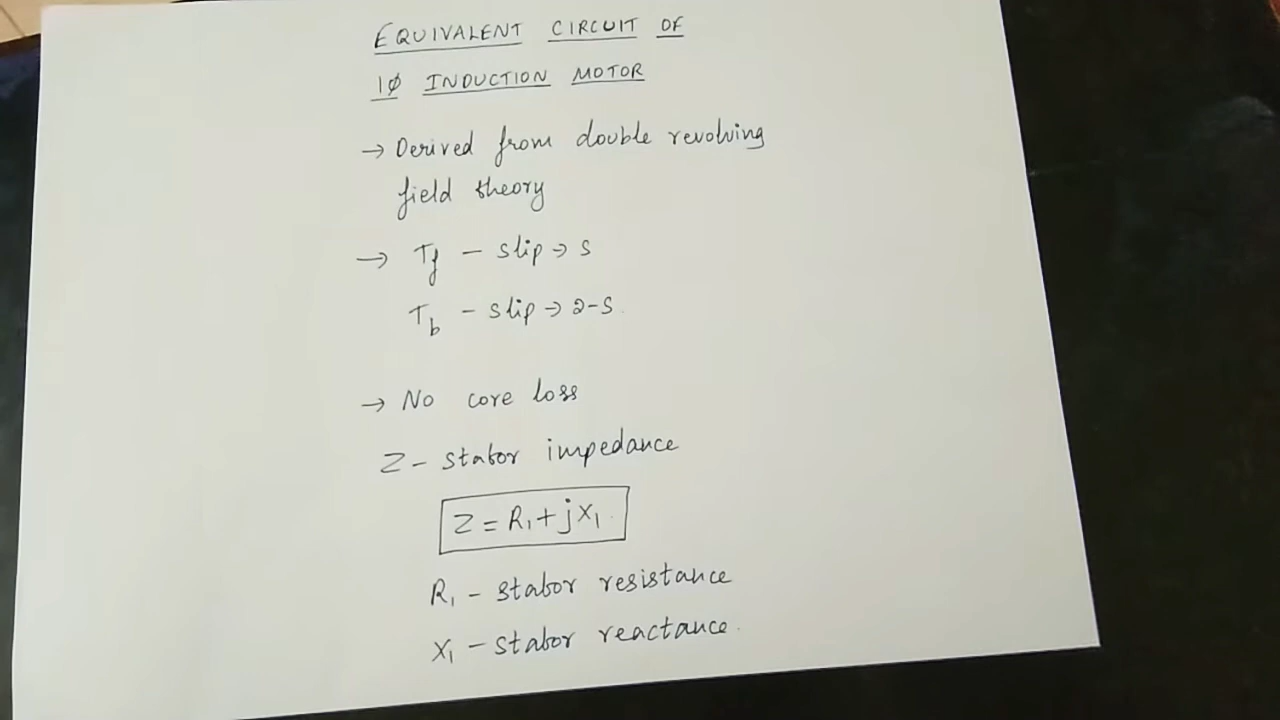 EQUIVALENT CIRCUIT OF
1Ø INDUCTION MOTOR
→ Derived from double revolving
field theory
→ Tf - slip → s
Tb - slip → 2-s
→ No core loss
Z - stator impedance
Z = R1 + jX1
R1 - stator resistance
X1 - stator reactance.